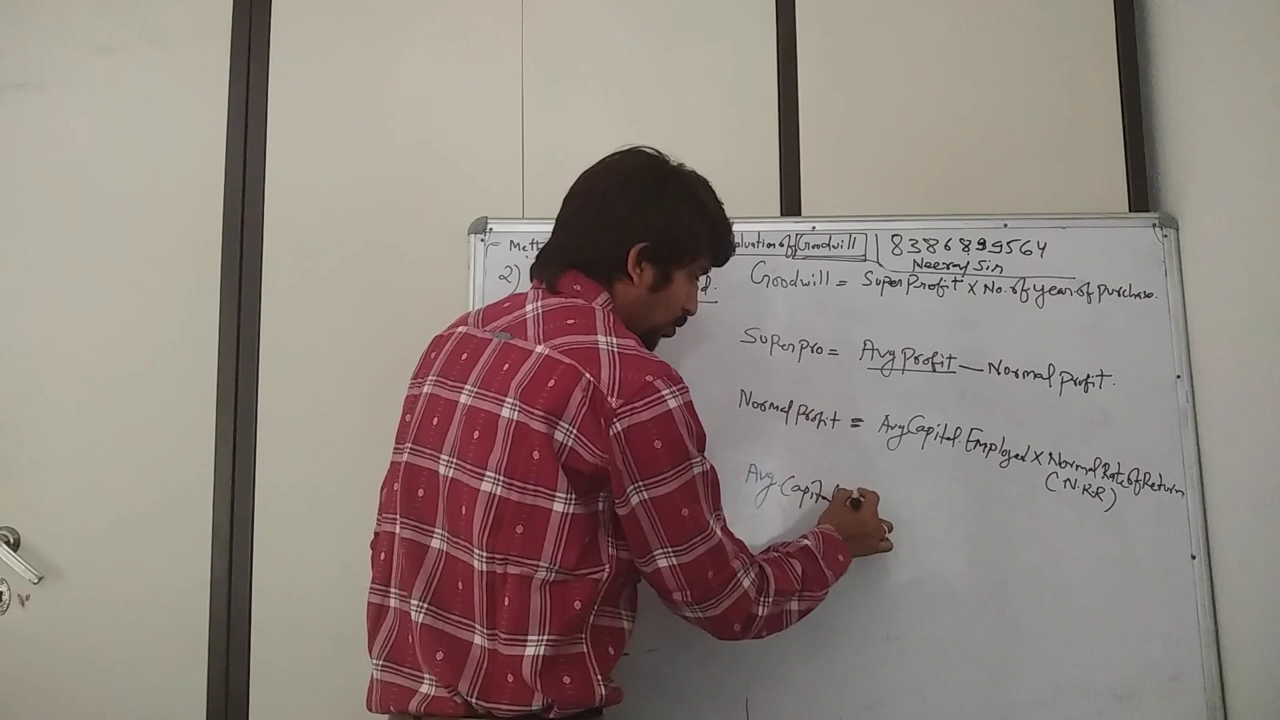 Meth aluation of Goodwill 8386899564
Neeraj Sir
2) d. Goodwill = Super Profit x No. of year of purchase.
Super Pro = Avg Profit — Normal Profit.
Normal Profit = Avg Capital Employed x Normal Rate of Return
(N.R.R)
Avg Capital